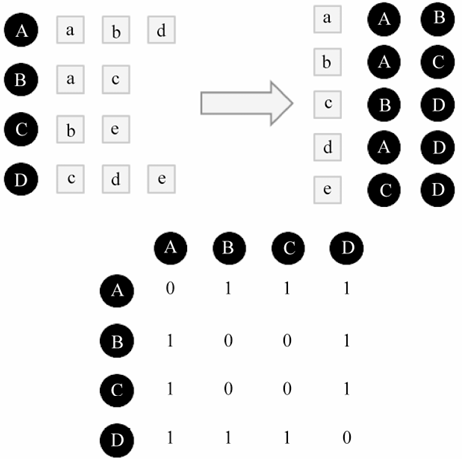 A a b d
B a c
C b e
D c d e
a A B
b A C
c B D
d A D
e C D
A B C D
A 0 1 1 1
B 1 0 0 1
C 1 0 0 1
D 1 1 1 0